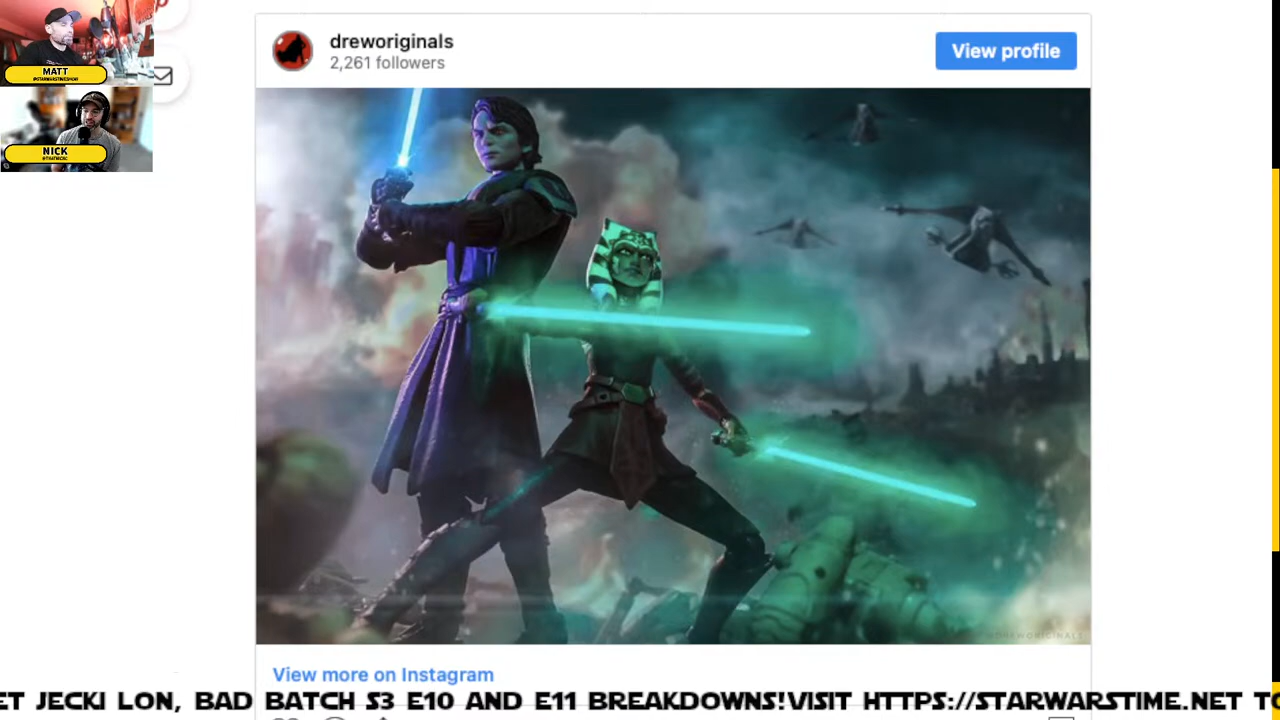 MATT
NICK
dreworiginals
2,261 followers
View profile
View more on Instagram
ET JECKI LON, BAD BATCH S3 E10 AND E11 BREAKDOWNS!VISIT HTTPS://STARWARSTIME.NET TO